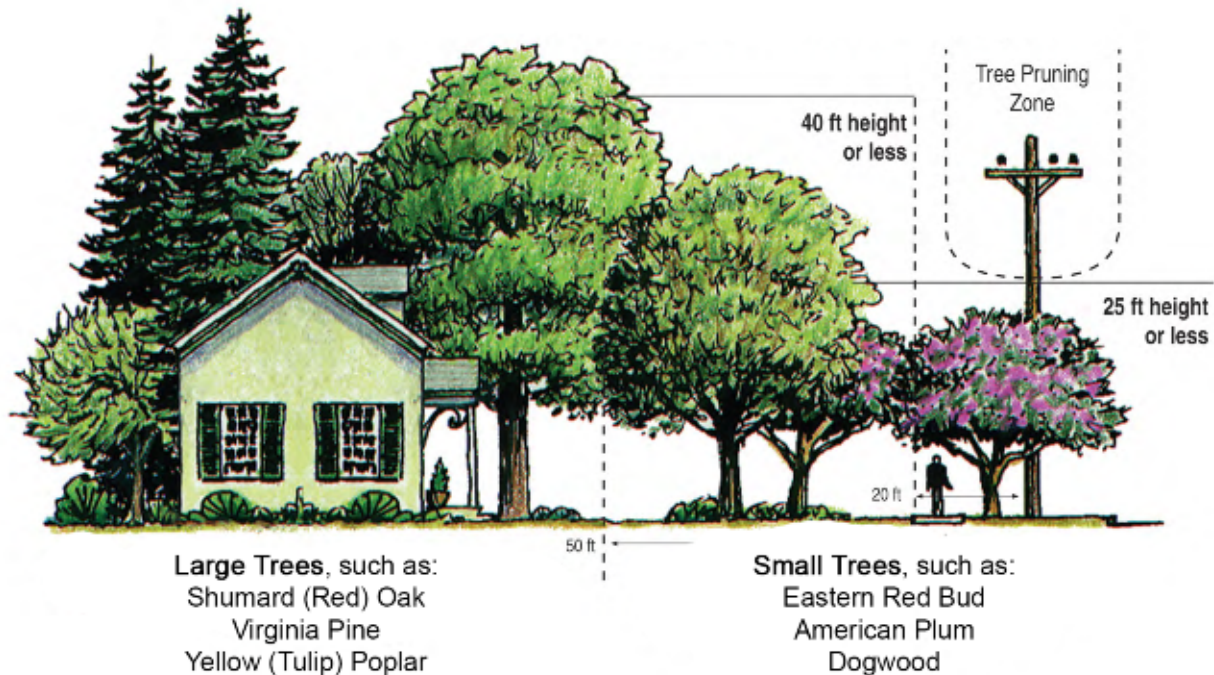 Tree Pruning
Zone
40 ft height
or less
25 ft height
or less
20 ft
50 ft
Large Trees, such as:
Shumard (Red) Oak
Virginia Pine
Yellow (Tulip) Poplar
Small Trees, such as:
Eastern Red Bud
American Plum
Dogwood